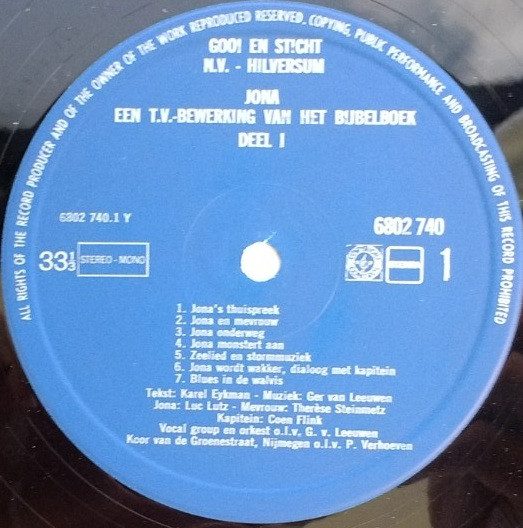 ALL RIGHTS OF THE RECORD PRODUCER AND OF THE OWNER OF THE WORK REPRODUCED RESERVED. COPYING, PUBLIC PERFORMANCE AND BROADCASTING OF THIS RECORD PROHIBITED
GOOI EN STICHT
N.V. - HILVERSUM
JONA
EEN T.V.-BEWERKING VAN HET BIJBELBOEK
DEEL I
6802 740.1 Y
6802 740
33⅓ STEREO-MONO
1
1. Jona's thuispreek
2. Jona en mevrouw
3. Jona onderweg
4. Jona monstert aan
5. Zeelied en stormmuziek
6. Jona wordt wakker, dialoog met kapitein
7. Blues in de walvis
Tekst: Karel Eykman - Muziek: Ger van Leeuwen
Jona: Luc Lutz - Mevrouw: Therèse Steinmetz
Kapitein: Coen Flink
Vocal group en orkest o.l.v. G. v. Leeuwen
Koor van de Groenestraat, Nijmegen o.l.v. P. Verhoeven